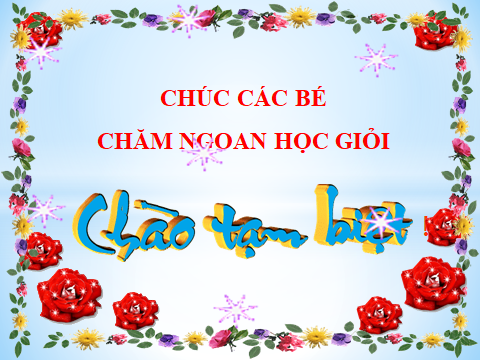 CHÚC CÁC BÉ
CHĂM NGOAN HỌC GIỎI
Chào tạm biệt